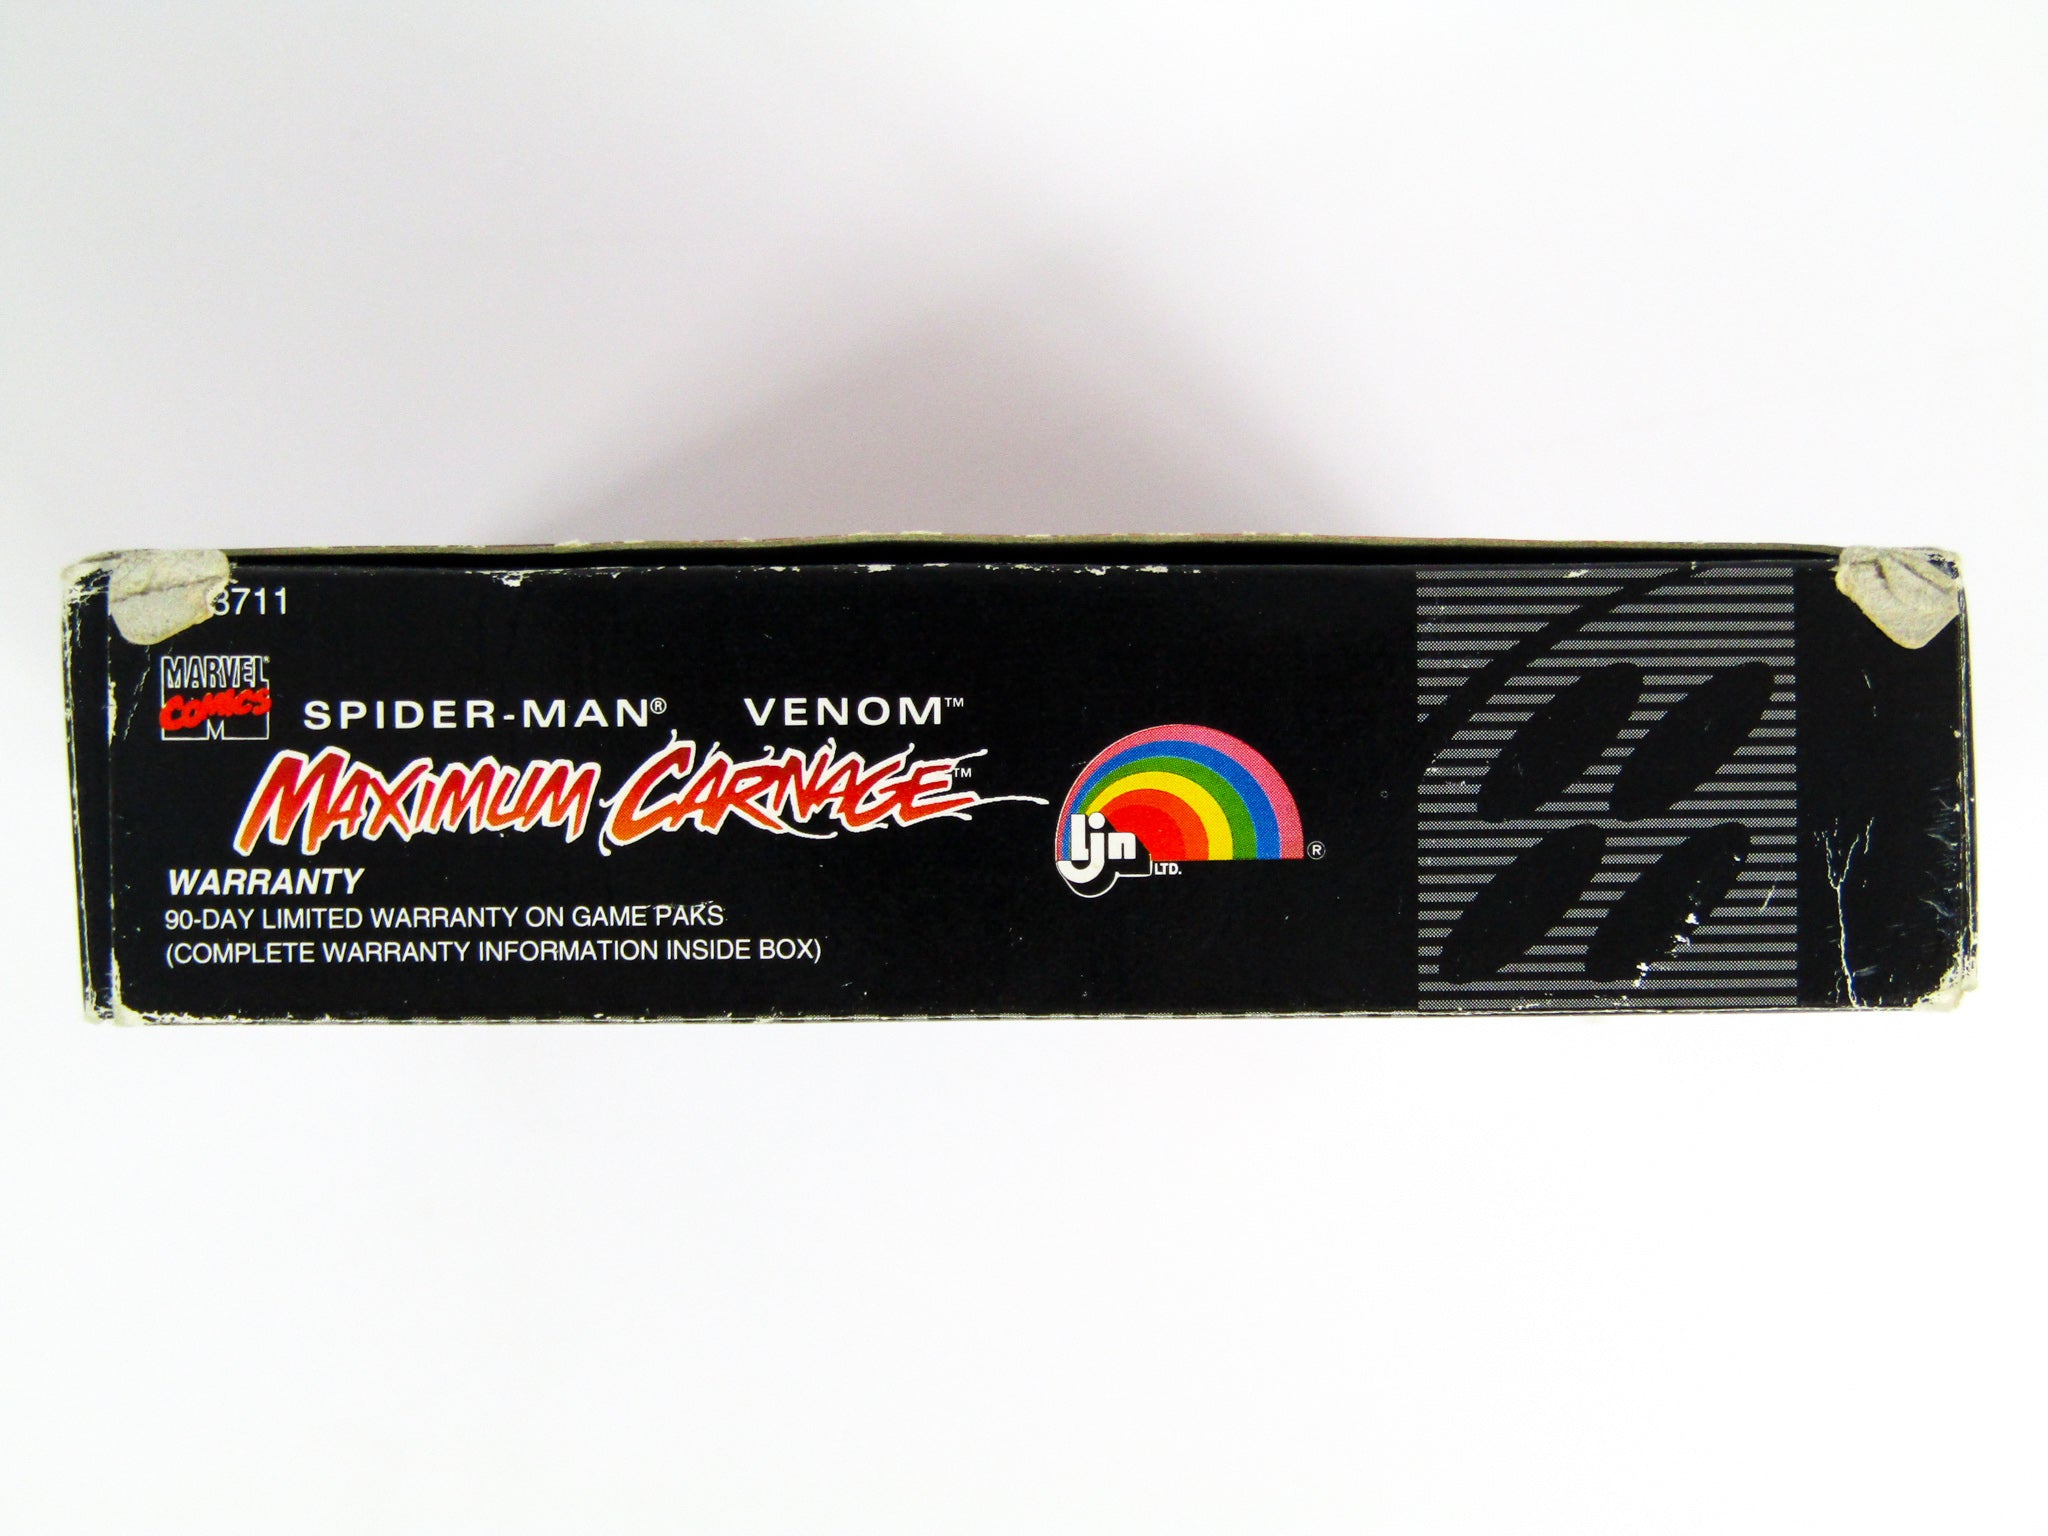 3711
MARVEL
COMICS
M
SPIDER-MAN® VENOM™
MAXIMUM CARNAGE™
ljn LTD. ®
WARRANTY
90-DAY LIMITED WARRANTY ON GAME PAKS
(COMPLETE WARRANTY INFORMATION INSIDE BOX)